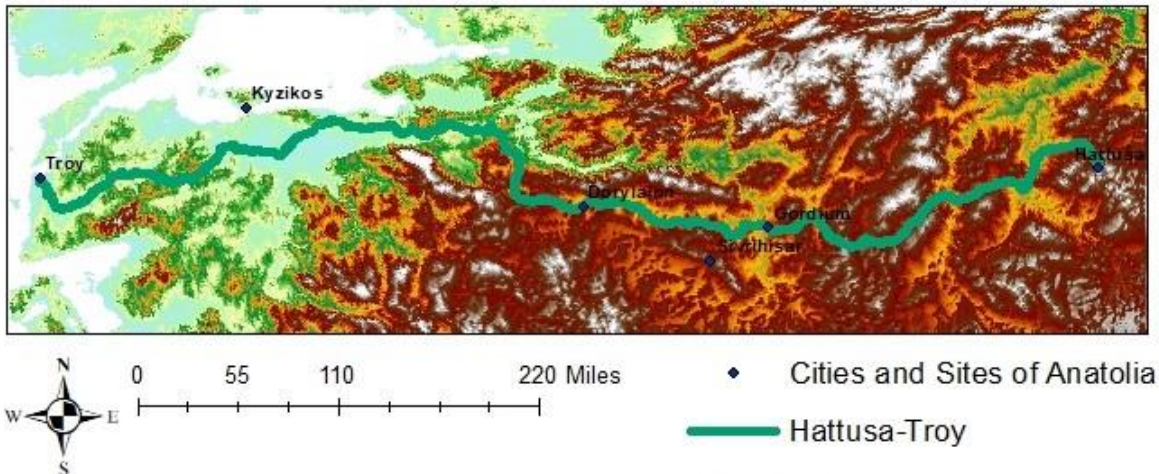 Kyzikos
Troy
Hattusa
Dorylaion
Gordium
Sivrihisar
N
W E
S
0 55 110 220 Miles
Cities and Sites of Anatolia
Hattusa-Troy